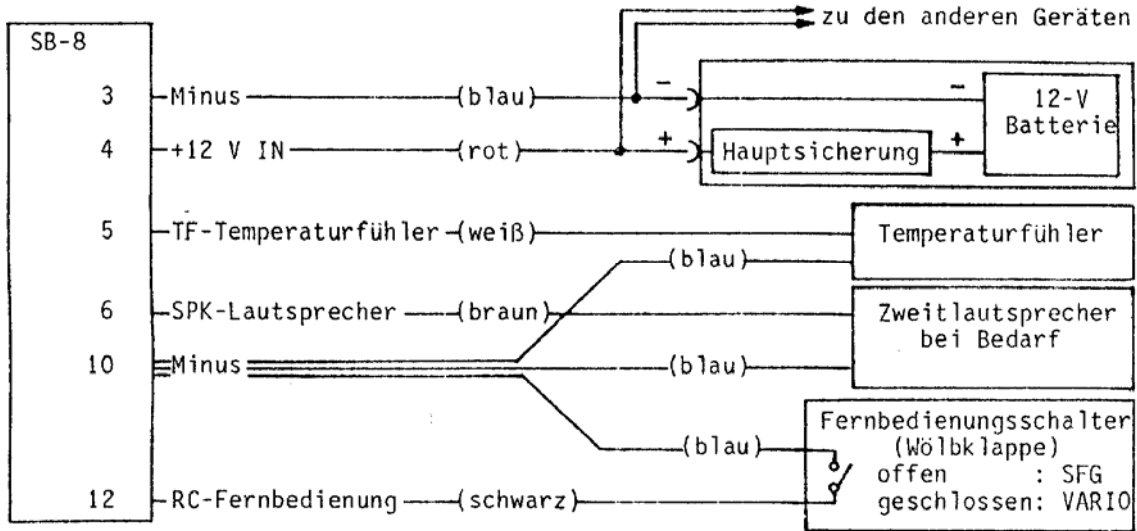 zu den anderen Geräten
SB-8
3 Minus (blau) − −
12-V
Batterie
4 +12 V IN (rot) + Hauptsicherung +
5 TF-Temperaturfühler (weiß) Temperaturfühler
(blau)
6 SPK-Lautsprecher (braun) Zweitlautsprecher
bei Bedarf
10 Minus (blau)
Fernbedienungsschalter
(Wölbklappe)
(blau)
offen : SFG
geschlossen: VARIO
12 RC-Fernbedienung (schwarz)